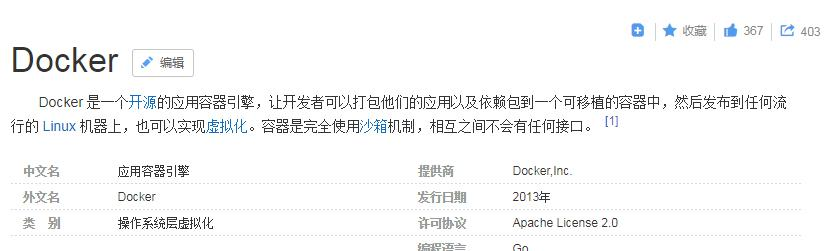 收藏 367 403
Docker 编辑
Docker 是一个开源的应用容器引擎，让开发者可以打包他们的应用以及依赖包到一个可移植的容器中，然后发布到任何流
行的 Linux 机器上，也可以实现虚拟化。容器是完全使用沙箱机制，相互之间不会有任何接口。 [1]
中文名 应用容器引擎 提供商 Docker,Inc.
外文名 Docker 发行日期 2013年
类 别 操作系统层虚拟化 许可协议 Apache License 2.0
编程语言 Go